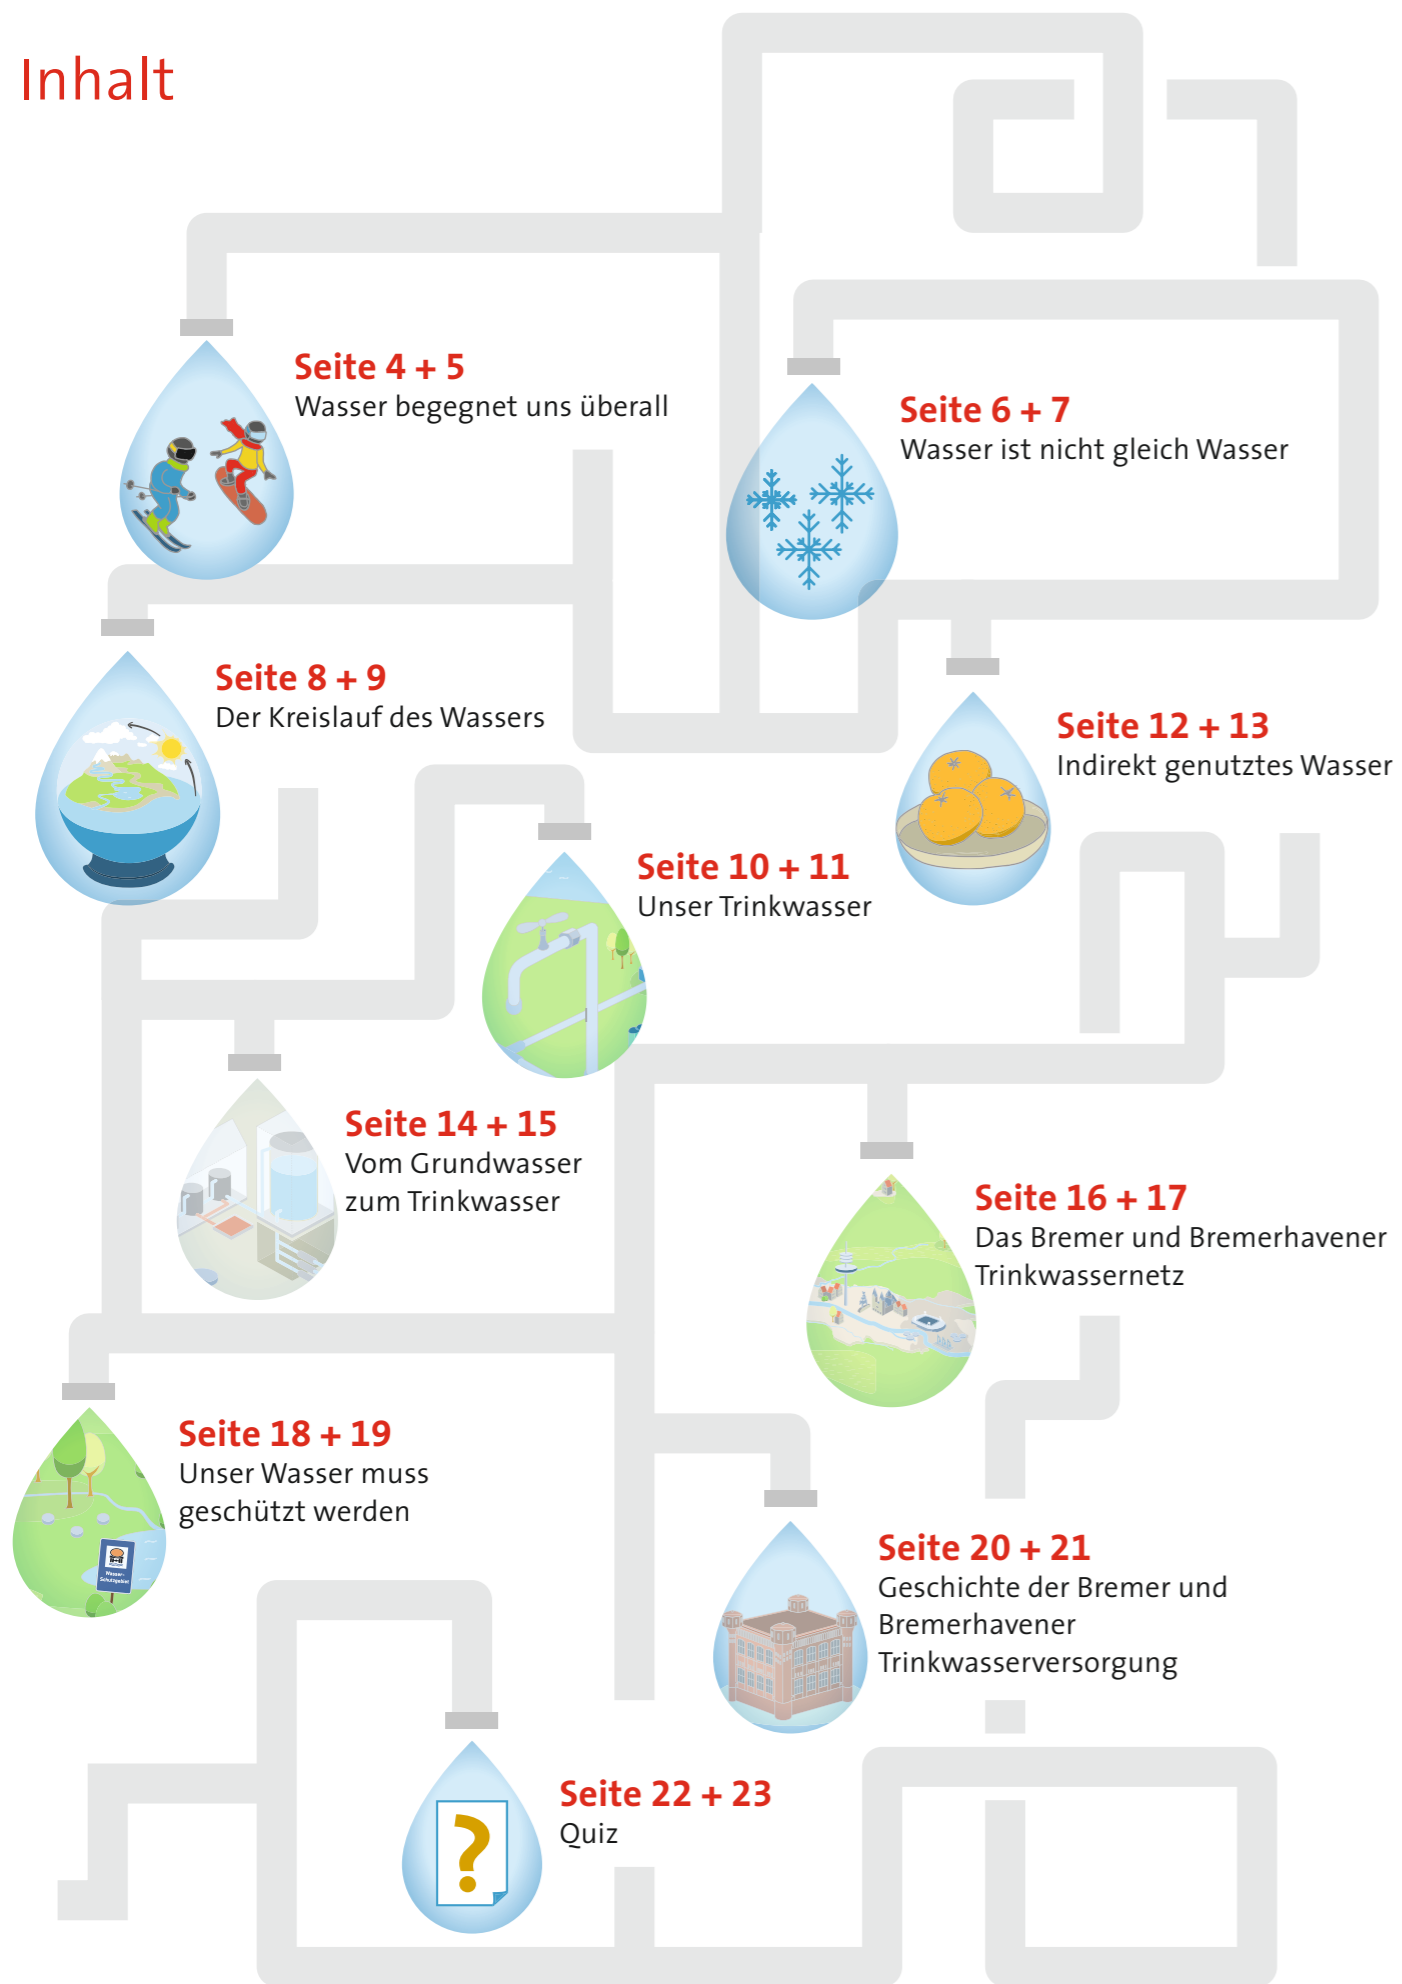 Inhalt
Seite 4 + 5
Wasser begegnet uns überall
Seite 6 + 7
Wasser ist nicht gleich Wasser
Seite 8 + 9
Der Kreislauf des Wassers
Seite 12 + 13
Indirekt genutztes Wasser
Seite 10 + 11
Unser Trinkwasser
Seite 14 + 15
Vom Grundwasser
zum Trinkwasser
Seite 16 + 17
Das Bremer und Bremerhavener
Trinkwassernetz
Seite 18 + 19
Unser Wasser muss
geschützt werden
Wasser-
Schutzgebiet
Seite 20 + 21
Geschichte der Bremer und
Bremerhavener
Trinkwasserversorgung
Seite 22 + 23
Quiz
?